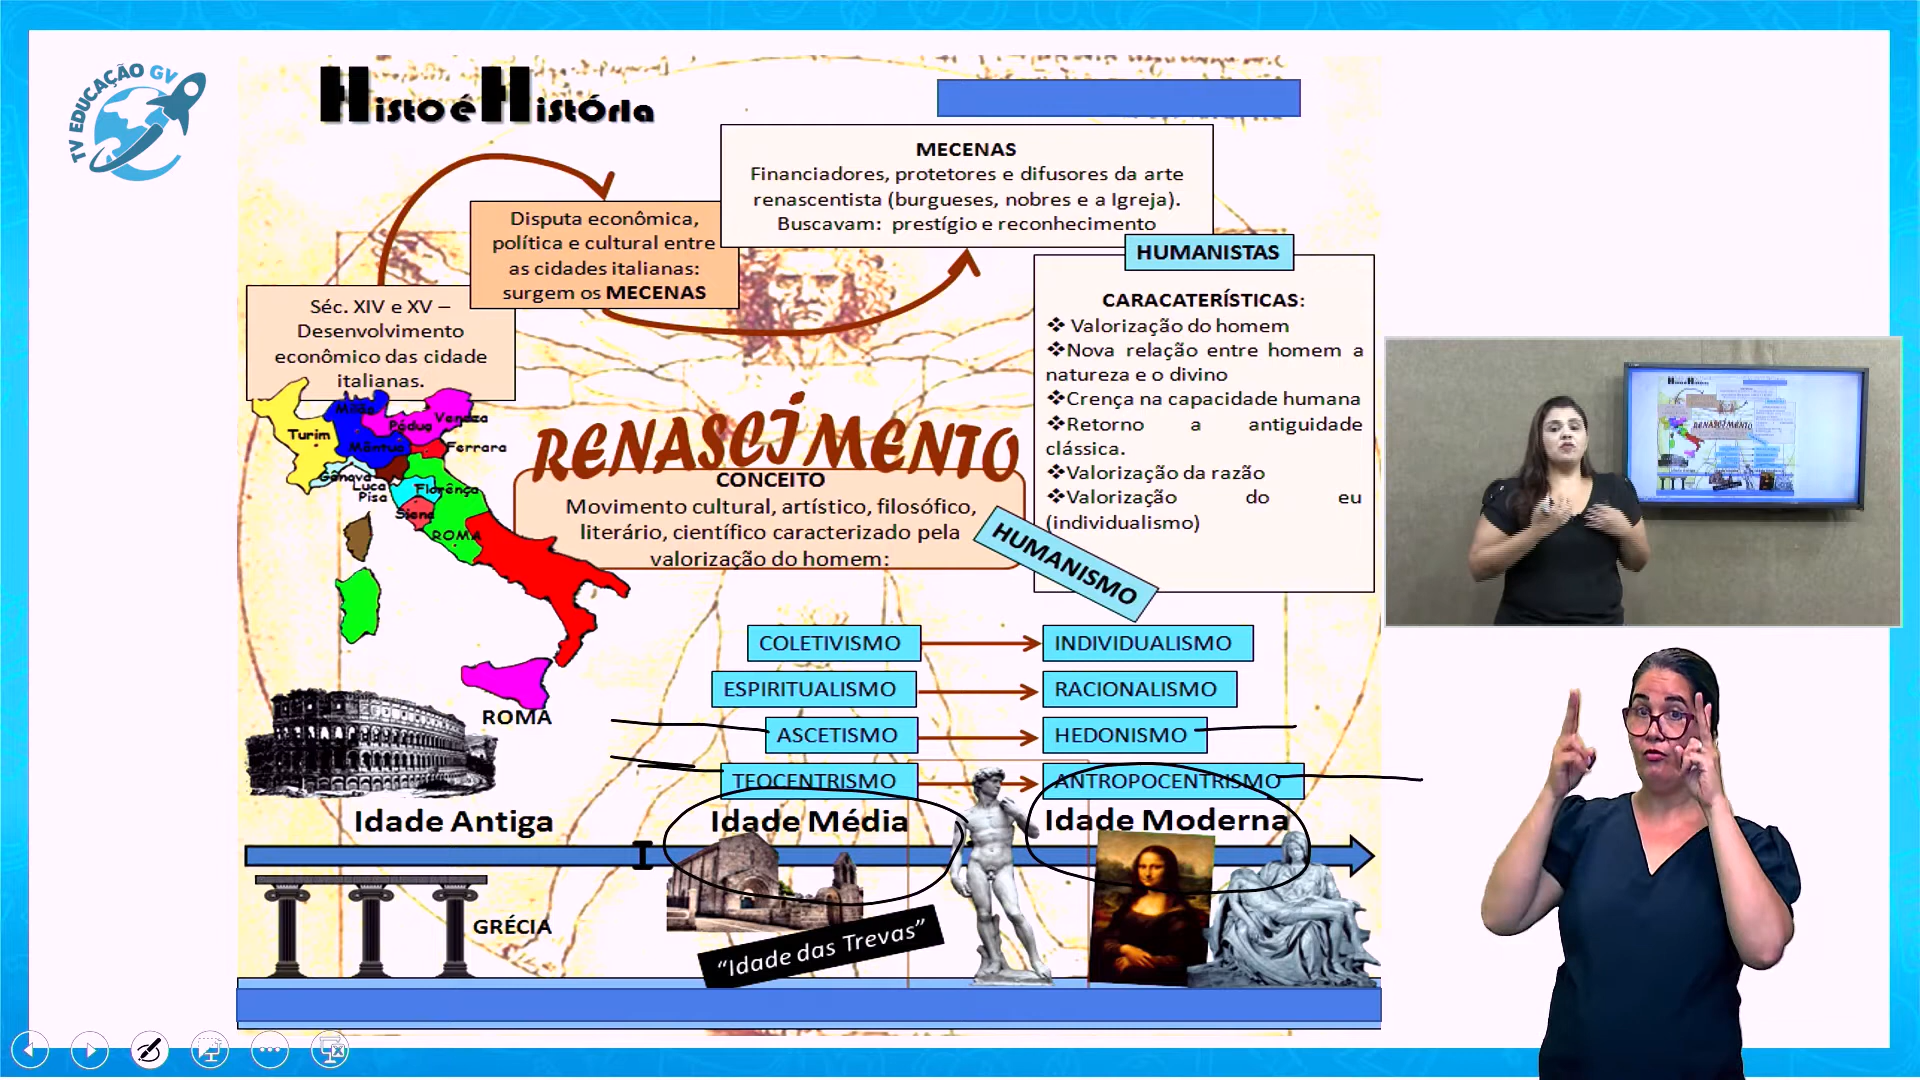 TV EDUCAÇÃO GV
Histo é História
MECENAS
Financiadores, protetores e difusores da arte
renascentista (burgueses, nobres e a Igreja).
Buscavam: prestígio e reconhecimento
Disputa econômica,
política e cultural entre
as cidades italianas:
surgem os MECENAS
Séc. XIV e XV –
Desenvolvimento
econômico das cidade
italianas.
HUMANISTAS
CARACATERÍSTICAS:
❖ Valorização do homem
❖Nova relação entre homem a
natureza e o divino
❖Crença na capacidade humana
❖Retorno a antiguidade
clássica.
❖Valorização da razão
❖Valorização do eu
(individualismo)
Milão
Veneza
Pádua
Turim
Mântua
Ferrara
Gênova
Luca
Florênça
Pisa
Siena
ROMA
RENASCIMENTO
CONCEITO
Movimento cultural, artístico, filosófico,
literário, científico caracterizado pela
valorização do homem:
HUMANISMO
COLETIVISMO
INDIVIDUALISMO
ESPIRITUALISMO
RACIONALISMO
ASCETISMO
HEDONISMO
TEOCENTRISMO
ANTROPOCENTRISMO
ROMA
Idade Antiga
Idade Média
Idade Moderna
GRÉCIA
“Idade das Trevas”